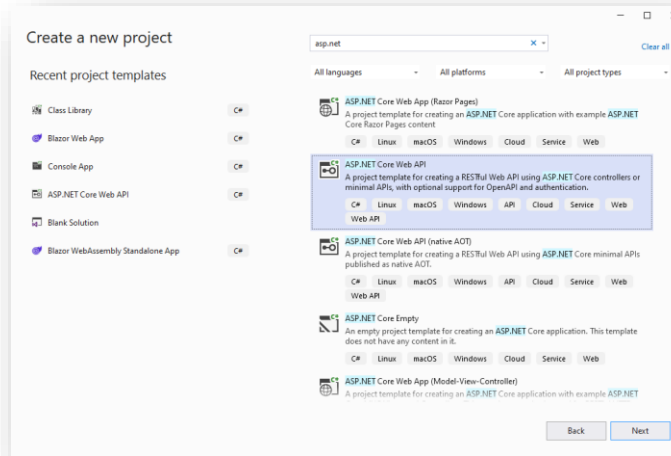 Create a new project
Recent project templates
Class Library
C#
Blazor Web App
C#
Console App
C#
ASP.NET Core Web API
C#
Blank Solution
Blazor WebAssembly Standalone App
C#
asp.net
Clear all
All languages
All platforms
All project types
ASP.NET Core Web App (Razor Pages)
A project template for creating an ASP.NET Core application with example ASP.NET
Core Razor Pages content
C# Linux macOS Windows Cloud Service Web
ASP.NET Core Web API
A project template for creating a RESTful Web API using ASP.NET Core controllers or
minimal APIs, with optional support for OpenAPI and authentication.
C# Linux macOS Windows API Cloud Service Web
Web API
ASP.NET Core Web API (native AOT)
A project template for creating a RESTful Web API using ASP.NET Core minimal APIs
published as native AOT.
C# Linux macOS Windows API Cloud Service Web
Web API
ASP.NET Core Empty
An empty project template for creating an ASP.NET Core application. This template
does not have any content in it.
C# Linux macOS Windows Cloud Service Web
ASP.NET Core Web App (Model-View-Controller)
A project template for creating an ASP.NET Core application with example ASP.NET
Back
Next